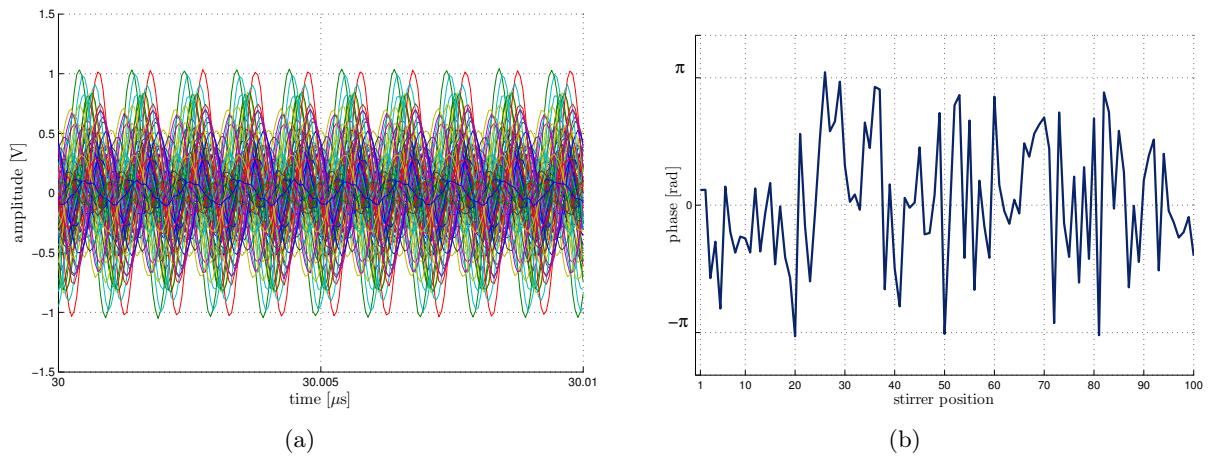 1.5
1
0.5
0
−0.5
−1
−1.5
amplitude [V]
30 30.005 30.01
time [μs]
(a)
π
0
−π
phase [rad]
1 10 20 30 40 50 60 70 80 90 100
stirrer position
(b)